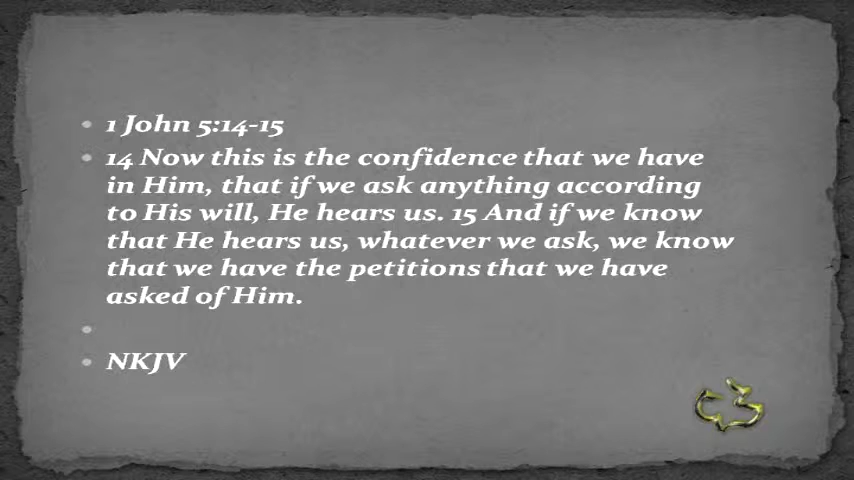 1 John 5:14-15
14 Now this is the confidence that we have
in Him, that if we ask anything according
to His will, He hears us. 15 And if we know
that He hears us, whatever we ask, we know
that we have the petitions that we have
asked of Him.
NKJV
C3